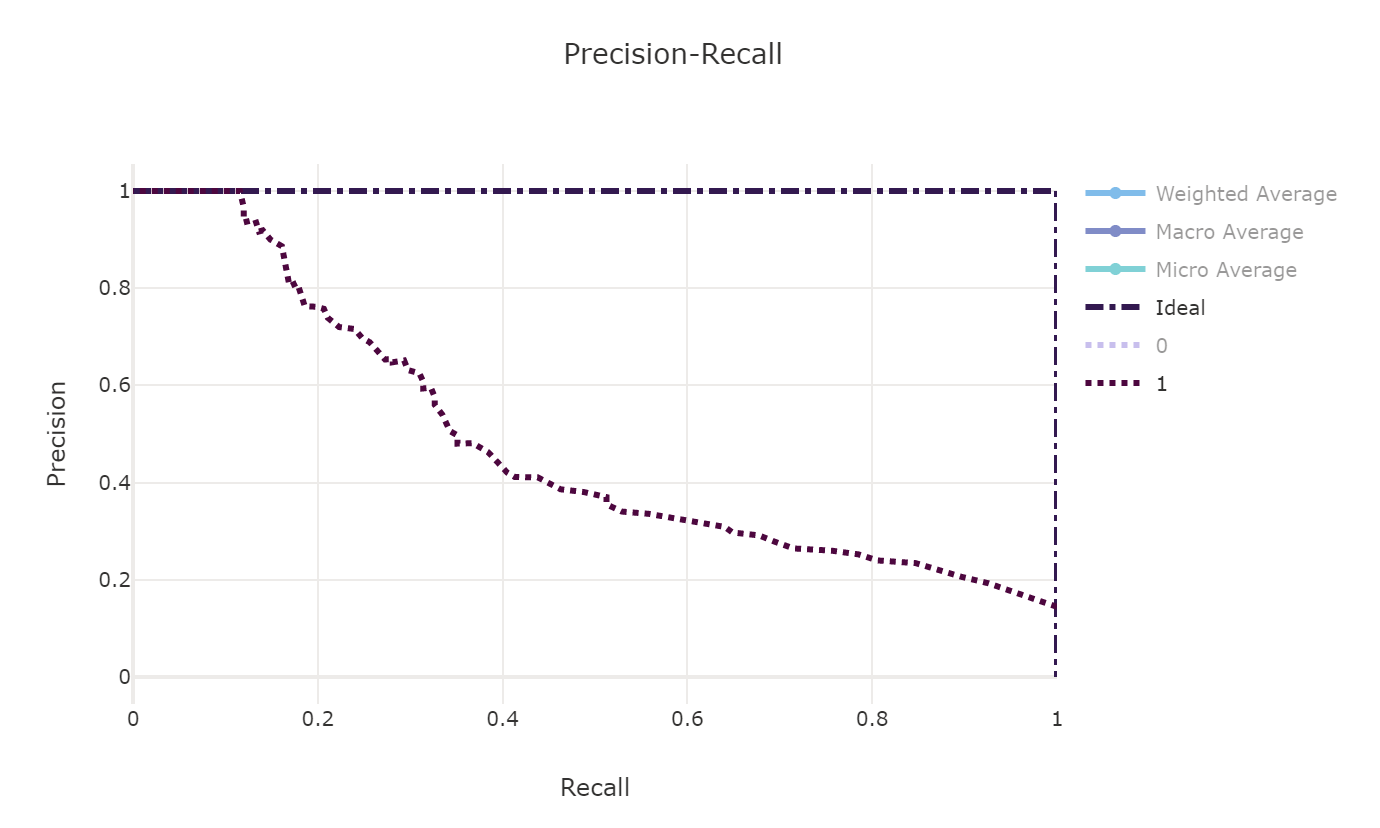 Precision-Recall
1
0.8
0.6
0.4
0.2
0
Precision
0
0.2
0.4
0.6
0.8
1
Recall
Weighted Average
Macro Average
Micro Average
Ideal
0
1